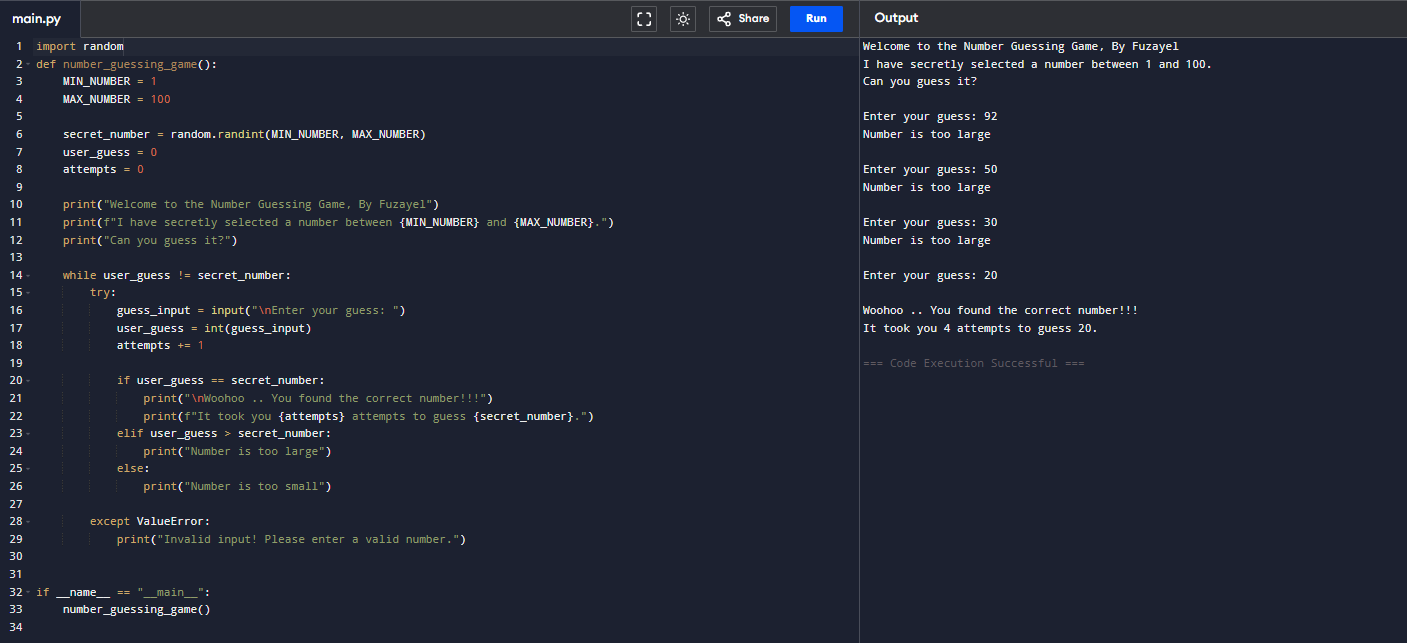 main.py
Share
Run
Output
1 import random
2 def number_guessing_game():
3     MIN_NUMBER = 1
4     MAX_NUMBER = 100
5
6     secret_number = random.randint(MIN_NUMBER, MAX_NUMBER)
7     user_guess = 0
8     attempts = 0
9
10     print("Welcome to the Number Guessing Game, By Fuzayel")
11     print(f"I have secretly selected a number between {MIN_NUMBER} and {MAX_NUMBER}.")
12     print("Can you guess it?")
13
14     while user_guess != secret_number:
15         try:
16             guess_input = input("\nEnter your guess: ")
17             user_guess = int(guess_input)
18             attempts += 1
19
20             if user_guess == secret_number:
21                 print("\nWoohoo .. You found the correct number!!!")
22                 print(f"It took you {attempts} attempts to guess {secret_number}.")
23             elif user_guess > secret_number:
24                 print("Number is too large")
25             else:
26                 print("Number is too small")
27
28         except ValueError:
29             print("Invalid input! Please enter a valid number.")
30
31
32 if __name__ == "__main__":
33     number_guessing_game()
34
Welcome to the Number Guessing Game, By Fuzayel
I have secretly selected a number between 1 and 100.
Can you guess it?

Enter your guess: 92
Number is too large

Enter your guess: 50
Number is too large

Enter your guess: 30
Number is too large

Enter your guess: 20

Woohoo .. You found the correct number!!!
It took you 4 attempts to guess 20.

=== Code Execution Successful ===